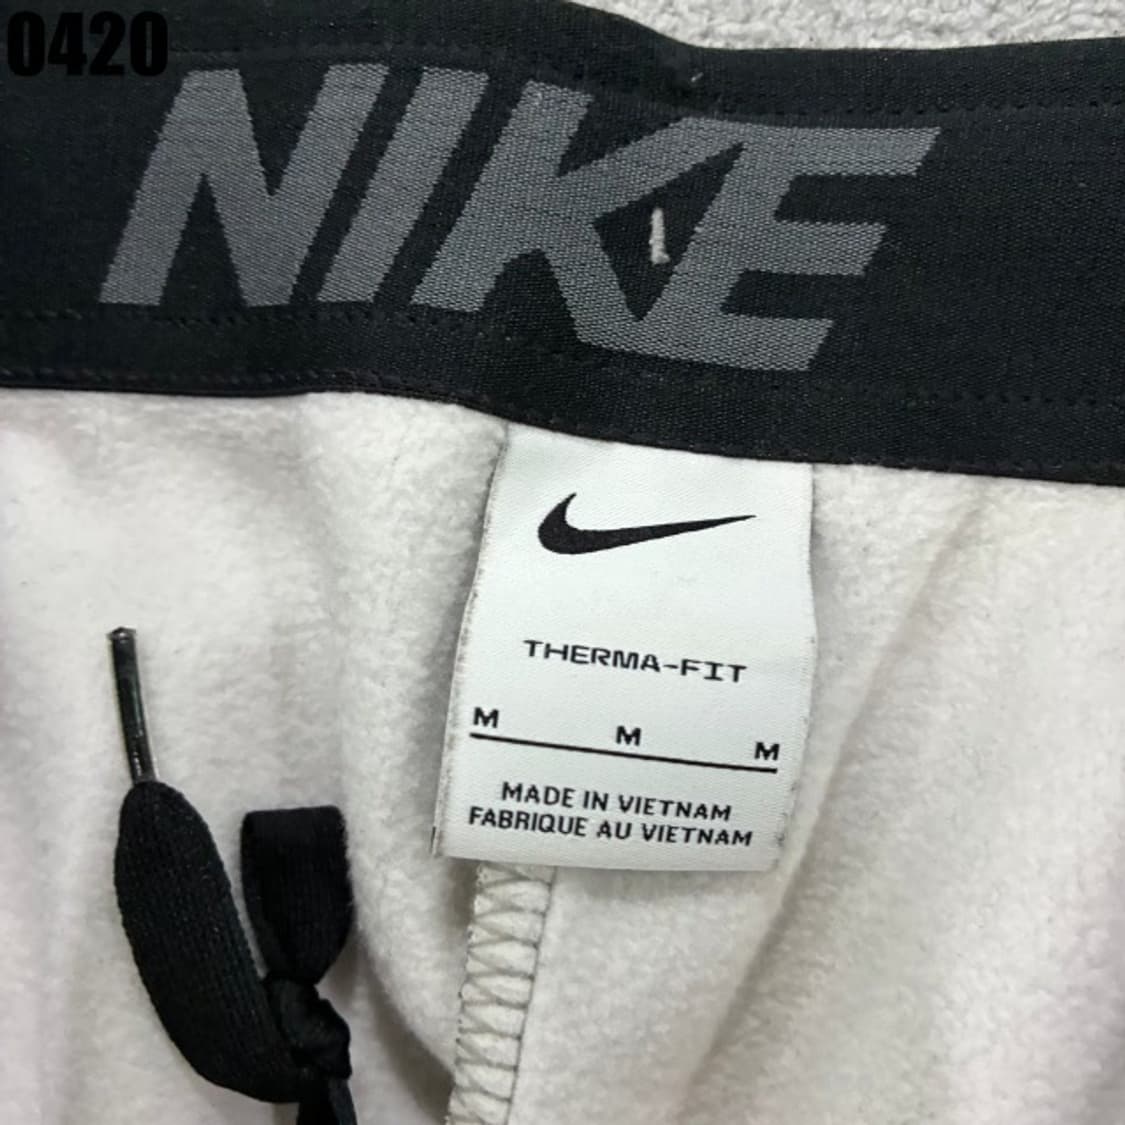 0420
NIKE
THERMA-FIT
M M M
MADE IN VIETNAM
FABRIQUE AU VIETNAM